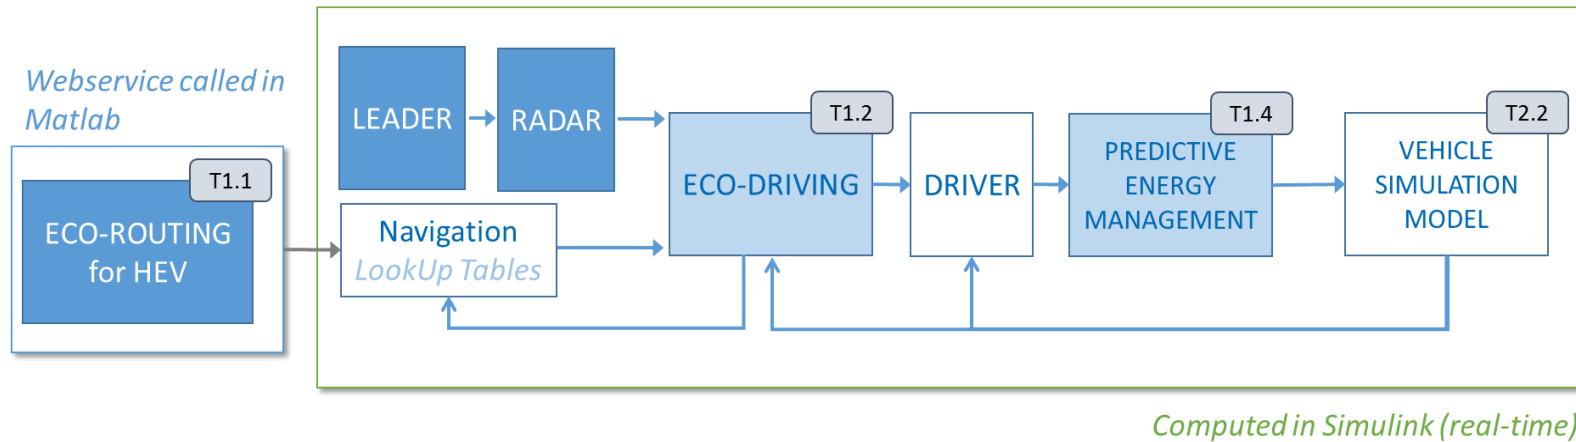 Webservice called in
Matlab
T1.1
ECO-ROUTING
for HEV
LEADER
RADAR
Navigation
LookUp Tables
T1.2
ECO-DRIVING
DRIVER
T1.4
PREDICTIVE
ENERGY
MANAGEMENT
T2.2
VEHICLE
SIMULATION
MODEL
Computed in Simulink (real-time)